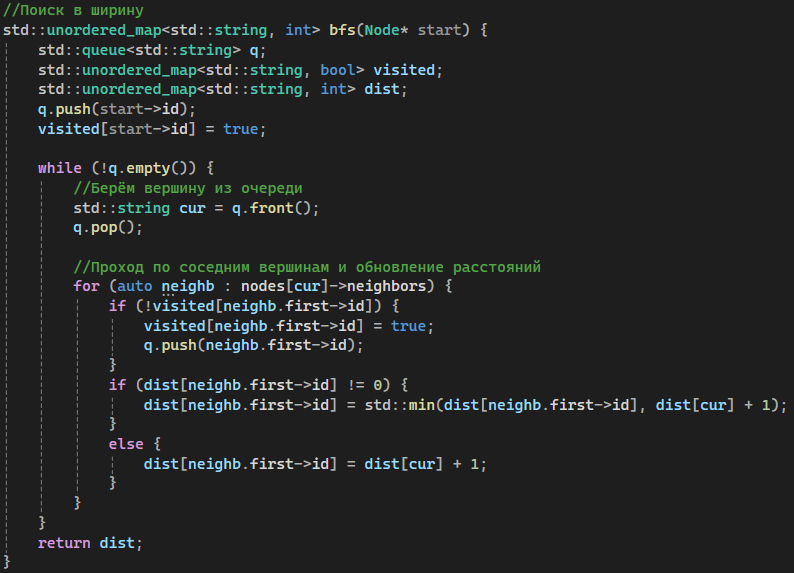 //Поиск в ширину
std::unordered_map<std::string, int> bfs(Node* start) {
    std::queue<std::string> q;
    std::unordered_map<std::string, bool> visited;
    std::unordered_map<std::string, int> dist;
    q.push(start->id);
    visited[start->id] = true;

    while (!q.empty()) {
        //Берём вершину из очереди
        std::string cur = q.front();
        q.pop();

        //Проход по соседним вершинам и обновление расстояний
        for (auto neighb : nodes[cur]->neighbors) {
            if (!visited[neighb.first->id]) {
                visited[neighb.first->id] = true;
                q.push(neighb.first->id);
            }
            if (dist[neighb.first->id] != 0) {
                dist[neighb.first->id] = std::min(dist[neighb.first->id], dist[cur] + 1);
            }
            else {
                dist[neighb.first->id] = dist[cur] + 1;
            }
        }
    }
    return dist;
}